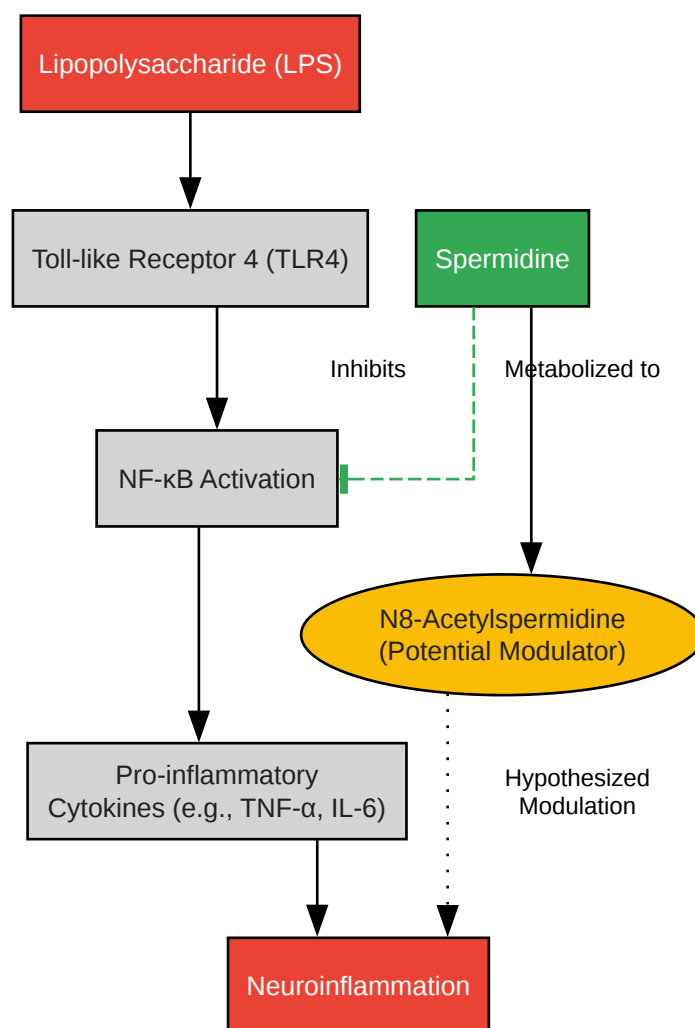 Lipopolysaccharide (LPS)
Toll-like Receptor 4 (TLR4)
Spermidine
Inhibits
Metabolized to
NF-κB Activation
N8-Acetylspermidine
(Potential Modulator)
Pro-inflammatory
Cytokines (e.g., TNF-α, IL-6)
Hypothesized
Modulation
Neuroinflammation